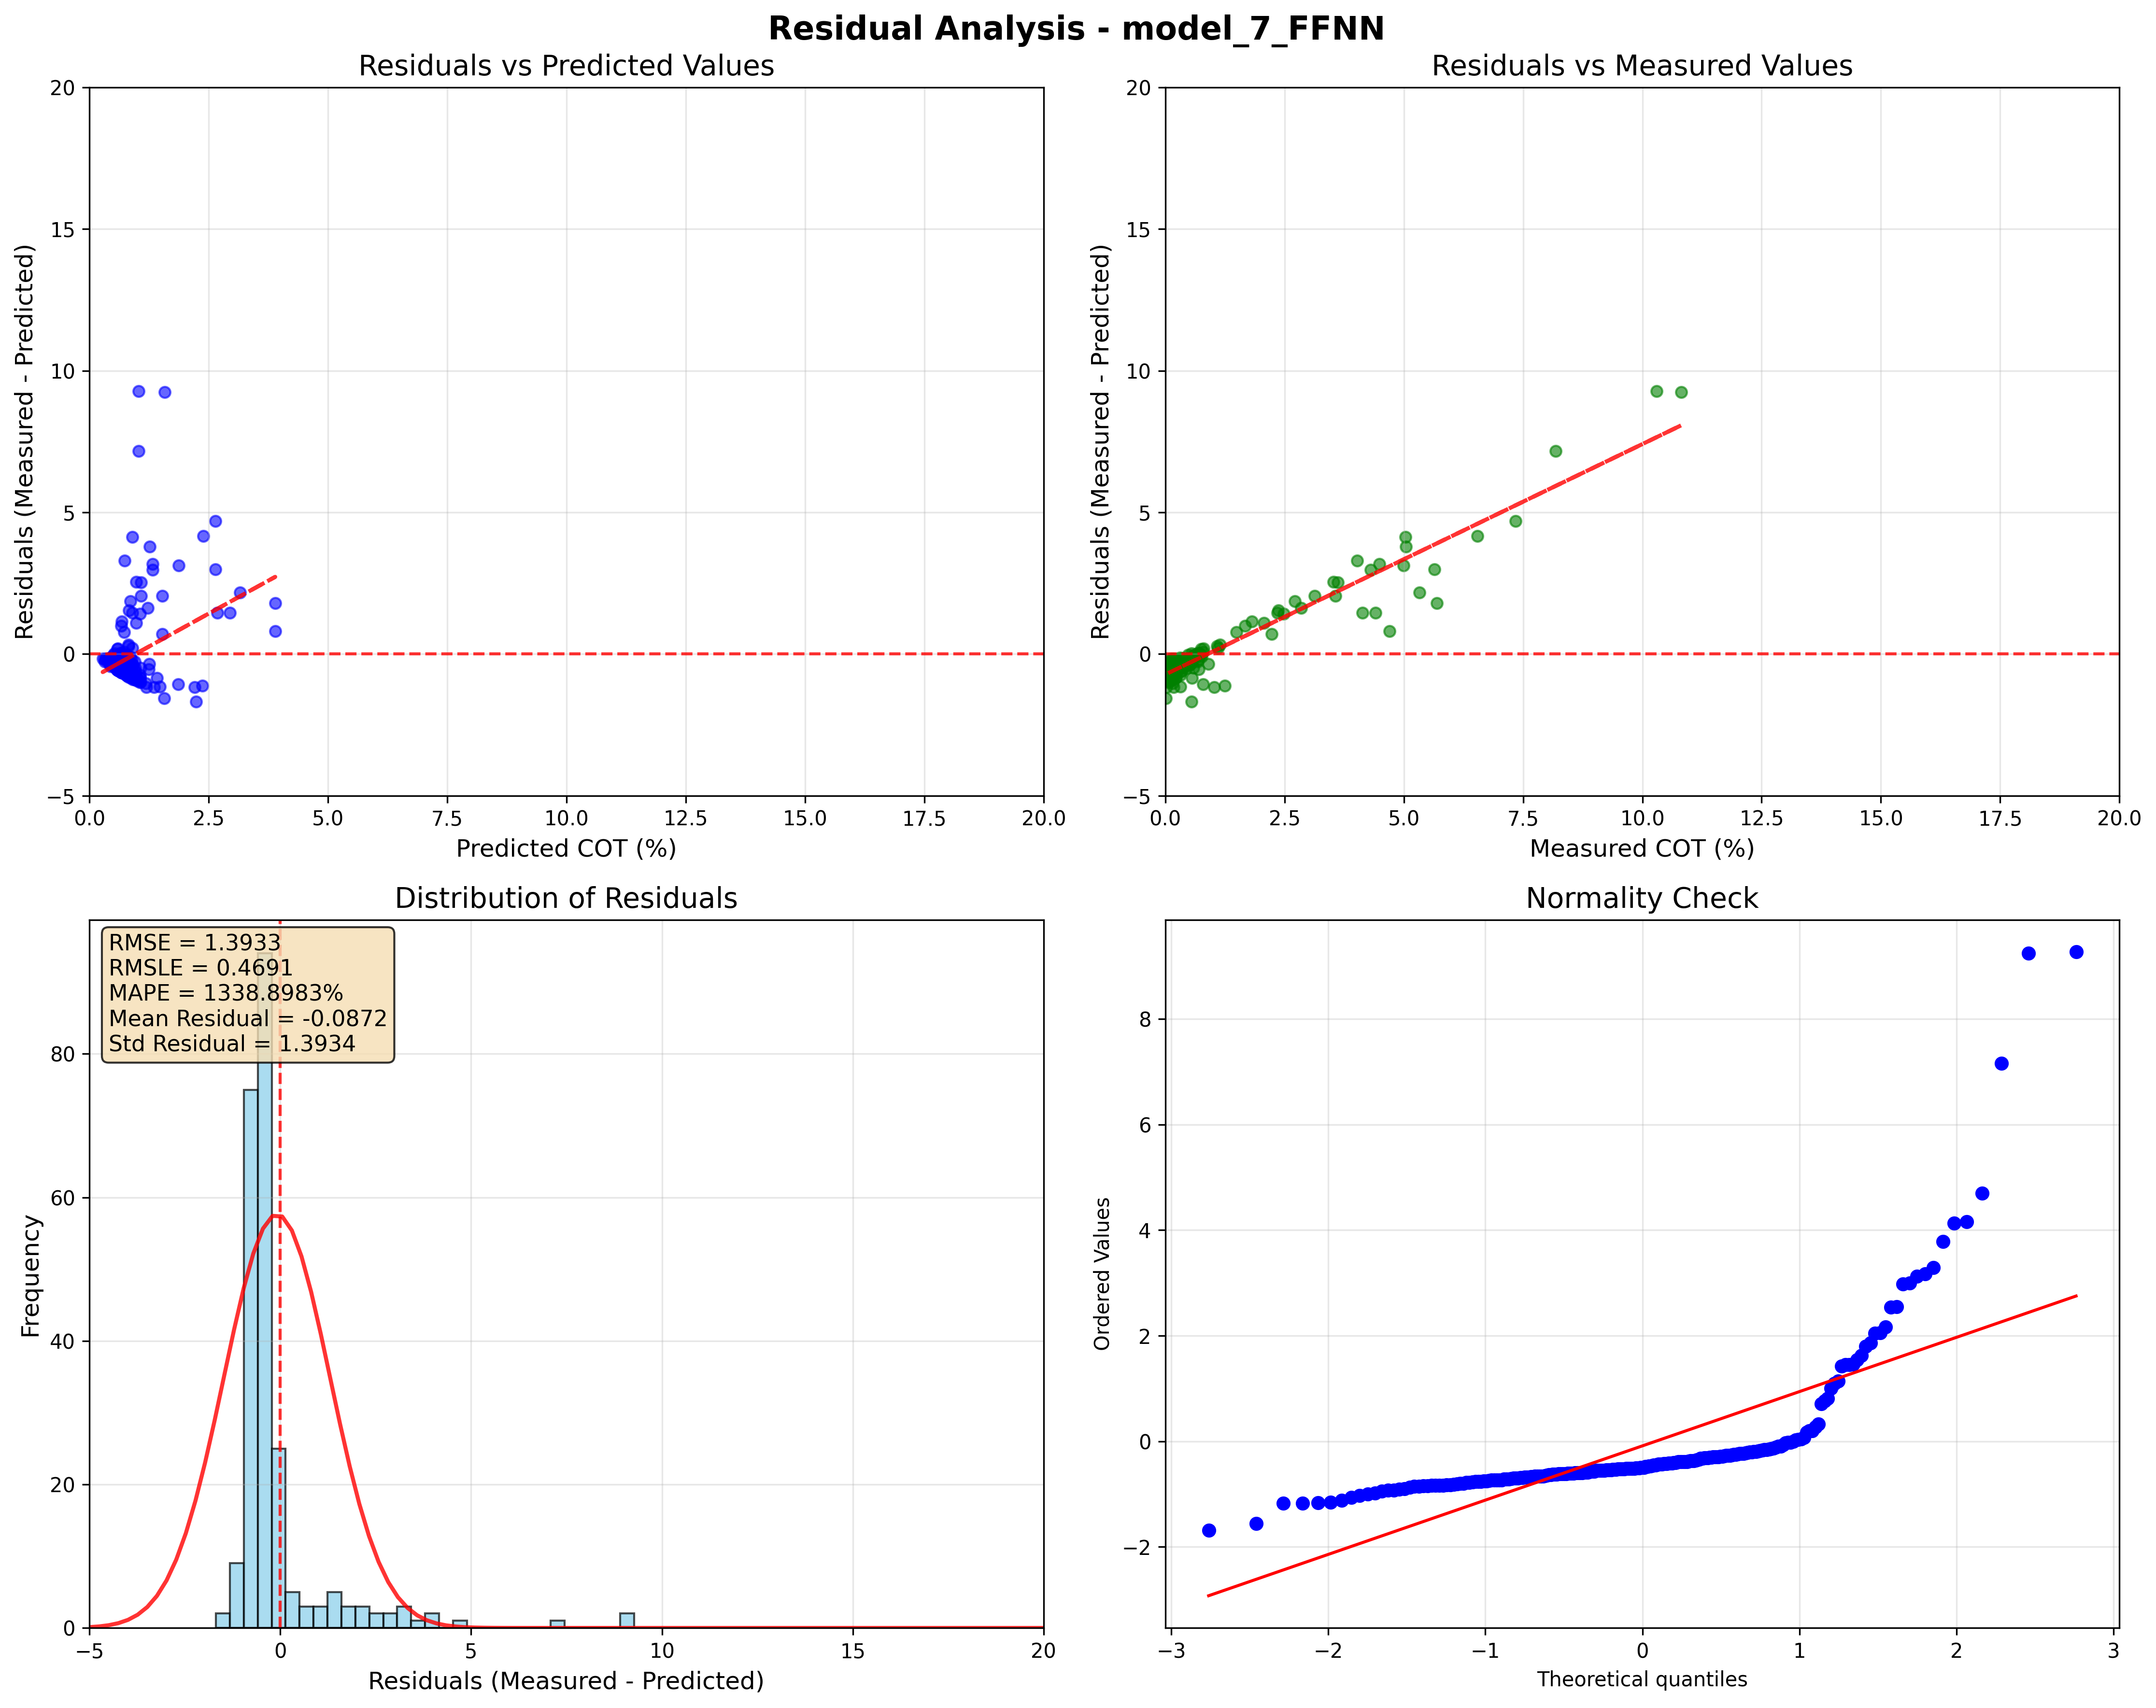 Residual Analysis - model_7_FFNN
Residuals vs Predicted Values
Residuals (Measured - Predicted)
20
15
10
5
0
−5
0.0 2.5 5.0 7.5 10.0 12.5 15.0 17.5 20.0
Predicted COT (%)
Residuals vs Measured Values
Residuals (Measured - Predicted)
20
15
10
5
0
−5
0.0 2.5 5.0 7.5 10.0 12.5 15.0 17.5 20.0
Measured COT (%)
Distribution of Residuals
RMSE = 1.3933
RMSLE = 0.4691
MAPE = 1338.8983%
Mean Residual = -0.0872
Std Residual = 1.3934
Frequency
80
60
40
20
0
−5 0 5 10 15 20
Residuals (Measured - Predicted)
Normality Check
Ordered Values
8
6
4
2
0
−2
−3 −2 −1 0 1 2 3
Theoretical quantiles